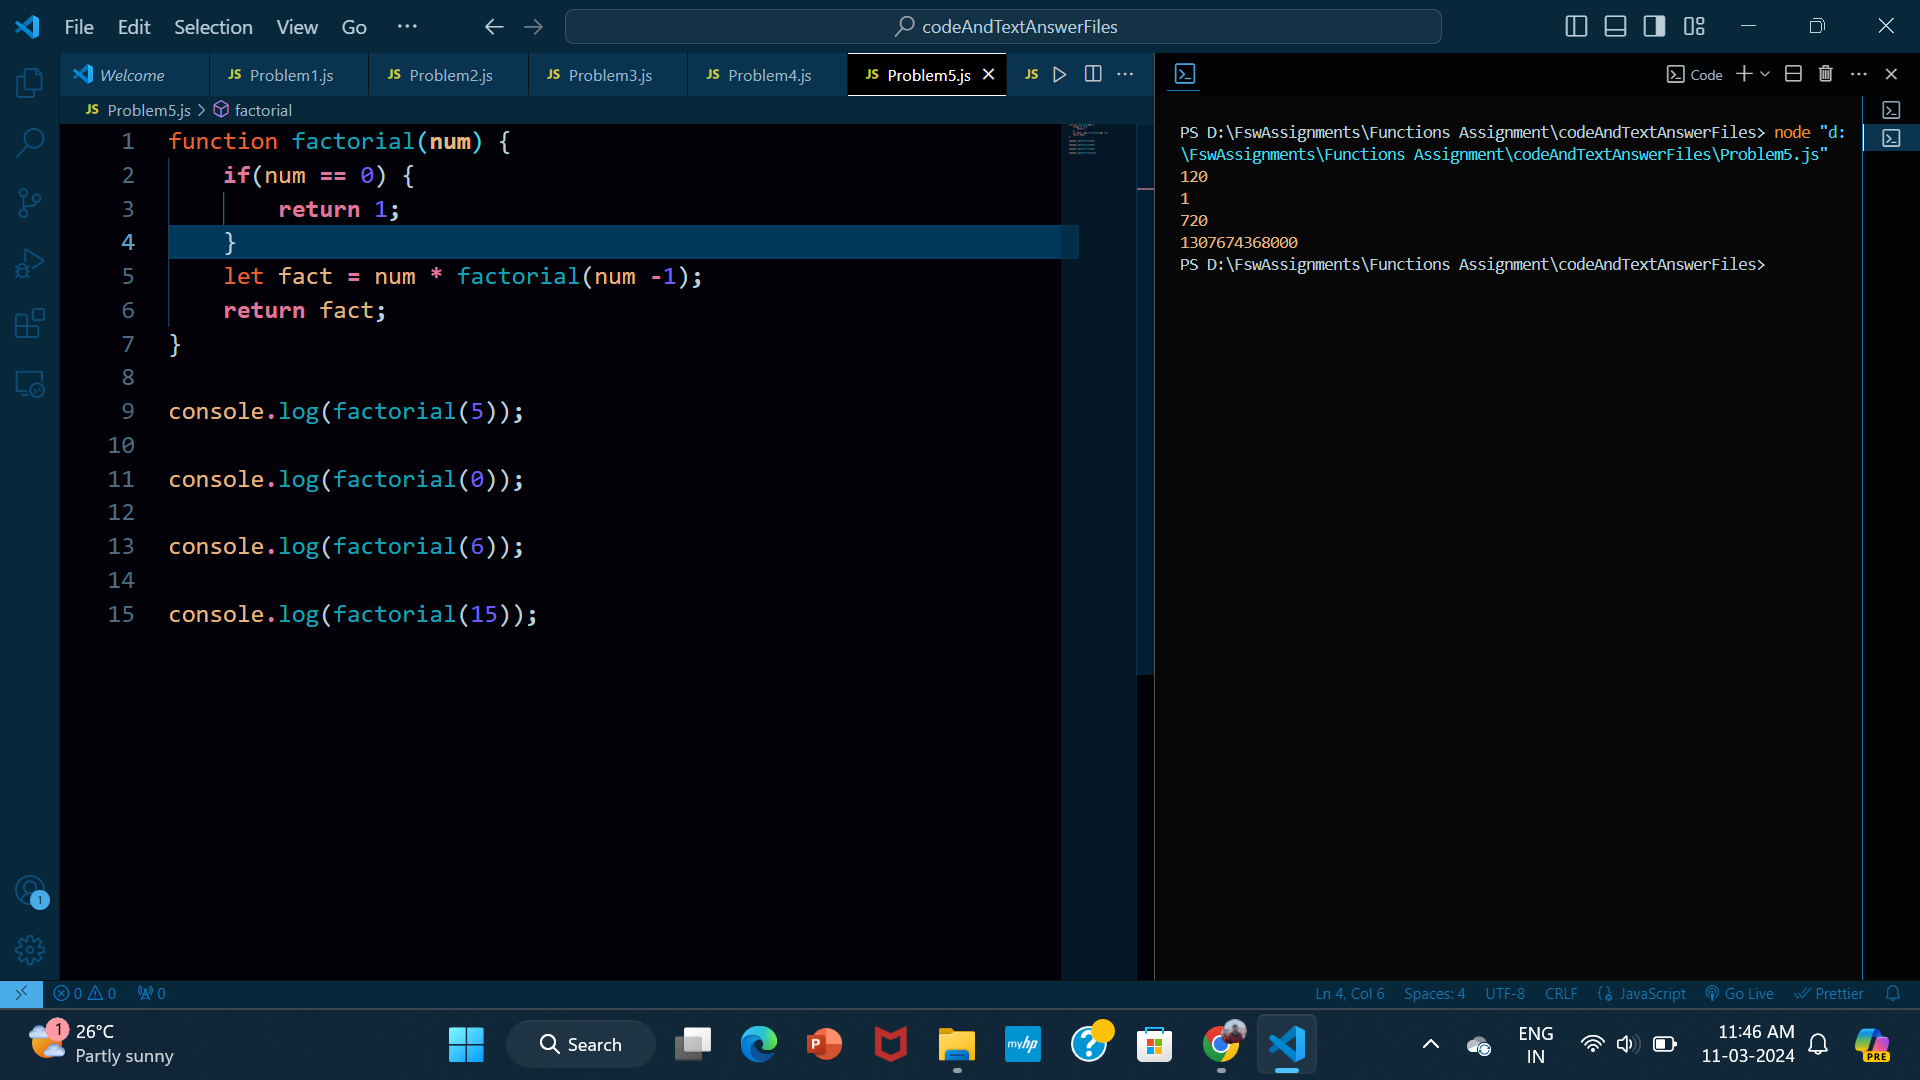 File Edit Selection View Go ··· codeAndTextAnswerFiles
Welcome JS Problem1.js JS Problem2.js JS Problem3.js JS Problem4.js JS Problem5.js JS
Code
JS Problem5.js > factorial
1 function factorial(num) {
2 if(num == 0) {
3 return 1;
4 }
5 let fact = num * factorial(num -1);
6 return fact;
7 }
8
9 console.log(factorial(5));
10
11 console.log(factorial(0));
12
13 console.log(factorial(6));
14
15 console.log(factorial(15));
PS D:\FswAssignments\Functions Assignment\codeAndTextAnswerFiles> node "d:
\FswAssignments\Functions Assignment\codeAndTextAnswerFiles\Problem5.js"
120
1
720
1307674368000
PS D:\FswAssignments\Functions Assignment\codeAndTextAnswerFiles>
1
0 0 0 Ln 4, Col 6 Spaces: 4 UTF-8 CRLF {} JavaScript Go Live Prettier
1 26°C
Partly sunny
Search
P
myhp
?
ENG
IN
11:46 AM
11-03-2024
PRE